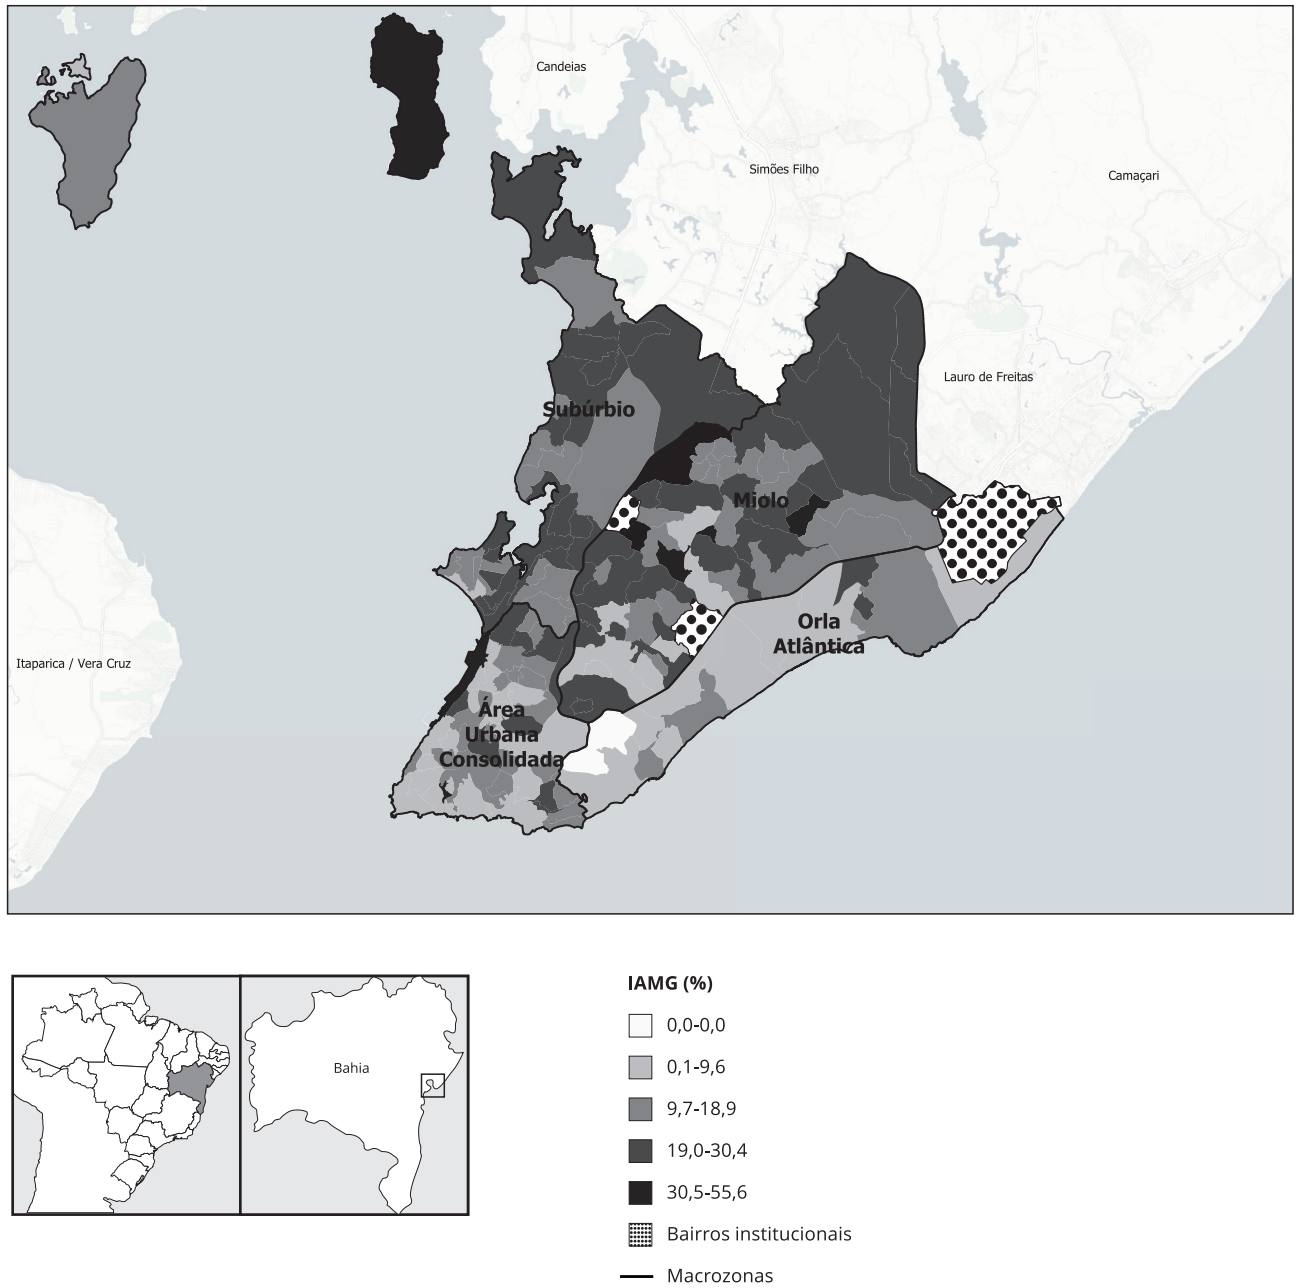 Candeias
Simões Filho
Camaçari
Lauro de Freitas
Subúrbio
Miolo
Orla
Atlântica
Itaparica / Vera Cruz
Área
Urbana
Consolidada
Bahia
IAMG (%)
0,0-0,0
0,1-9,6
9,7-18,9
19,0-30,4
30,5-55,6
Bairros institucionais
Macrozonas